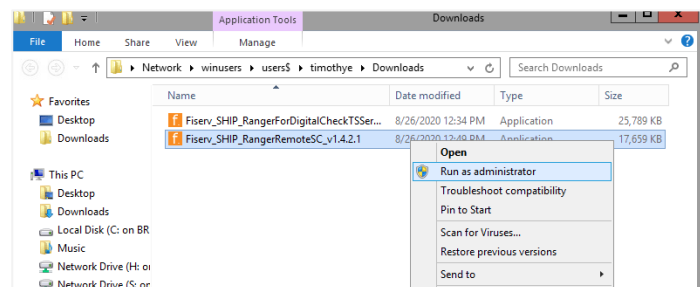 Application Tools
Downloads
File
Home
Share
View
Manage
Network
winusers
users$
timothye
Downloads
Search Downloads
Favorites
Desktop
Downloads
This PC
Desktop
Downloads
Local Disk (C: on BR
Music
Network Drive (H: on
Network Drive (S: on
Name Date modified Type Size
Fiserv_SHIP_RangerForDigitalCheckTSSer... 8/26/2020 12:34 PM Application 25,789 KB
Fiserv_SHIP_RangerRemoteSC_v1.4.2.1 8/26/2020 12:49 PM Application 17,659 KB
Open
Run as administrator
Troubleshoot compatibility
Pin to Start
Scan for Viruses...
Restore previous versions
Send to